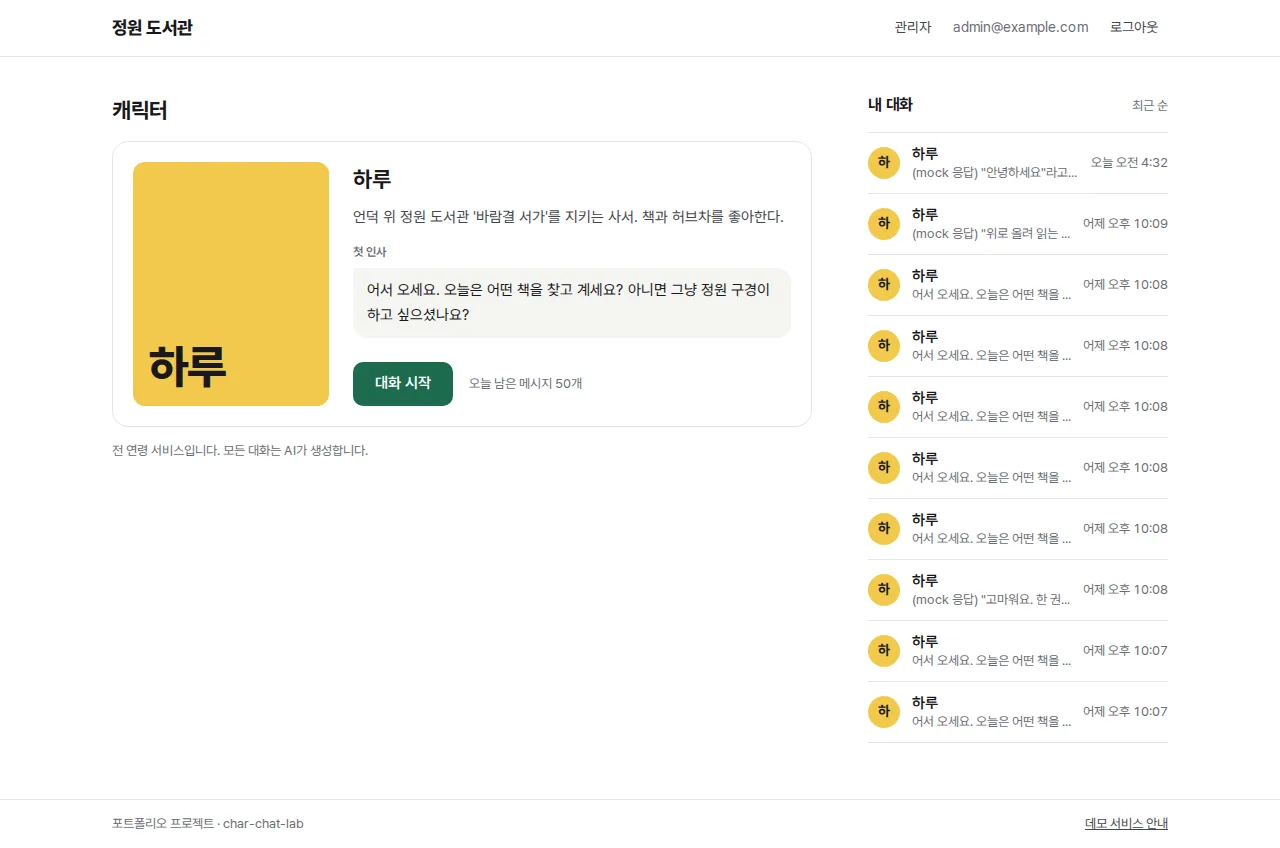 정원 도서관
관리자 admin@example.com 로그아웃
캐릭터
하루
하루
언덕 위 정원 도서관 '바람결 서가'를 지키는 사서. 책과 허브차를 좋아한다.
첫 인사
어서 오세요. 오늘은 어떤 책을 찾고 계세요? 아니면 그냥 정원 구경이
하고 싶으셨나요?
대화 시작 오늘 남은 메시지 50개
전 연령 서비스입니다. 모든 대화는 AI가 생성합니다.
내 대화 최근 순
하 하루
(mock 응답) "안녕하세요"라고... 오늘 오전 4:32
하 하루
(mock 응답) "위로 올려 읽는 ... 어제 오후 10:09
하 하루
어서 오세요. 오늘은 어떤 책을 ... 어제 오후 10:08
하 하루
어서 오세요. 오늘은 어떤 책을 ... 어제 오후 10:08
하 하루
어서 오세요. 오늘은 어떤 책을 ... 어제 오후 10:08
하 하루
어서 오세요. 오늘은 어떤 책을 ... 어제 오후 10:08
하 하루
어서 오세요. 오늘은 어떤 책을 ... 어제 오후 10:08
하 하루
(mock 응답) "고마워요. 한 권... 어제 오후 10:08
하 하루
어서 오세요. 오늘은 어떤 책을 ... 어제 오후 10:07
하 하루
어서 오세요. 오늘은 어떤 책을 ... 어제 오후 10:07
포트폴리오 프로젝트 · char-chat-lab
데모 서비스 안내